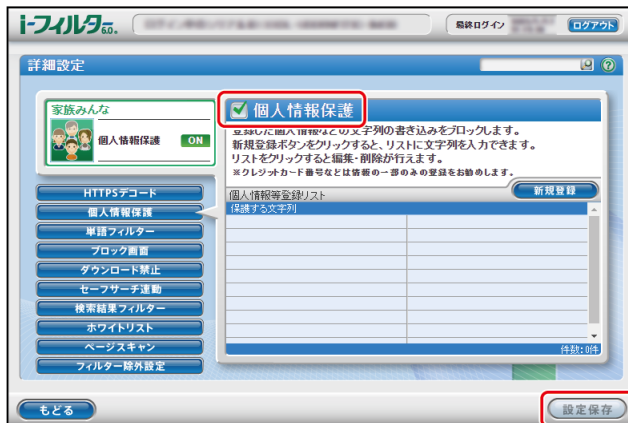 i-フィルター6.0.
最終ログイン
ログアウト
詳細設定
家族みんな
個人情報保護 ON
個人情報保護
登録した個人情報などの文字列の書き込みをブロックします。
新規登録ボタンをクリックすると、リストに文字列を入力できます。
リストをクリックすると編集・削除が行えます。
※クレジットカード番号などは情報の一部のみの登録をお勧めします。
新規登録
個人情報等登録リスト
保護する文字列
件数:0件
HTTPSデコード
個人情報保護
単語フィルター
ブロック画面
ダウンロード禁止
セーフサーチ連動
検索結果フィルター
ホワイトリスト
ページスキャン
フィルター除外設定
もどる
設定保存